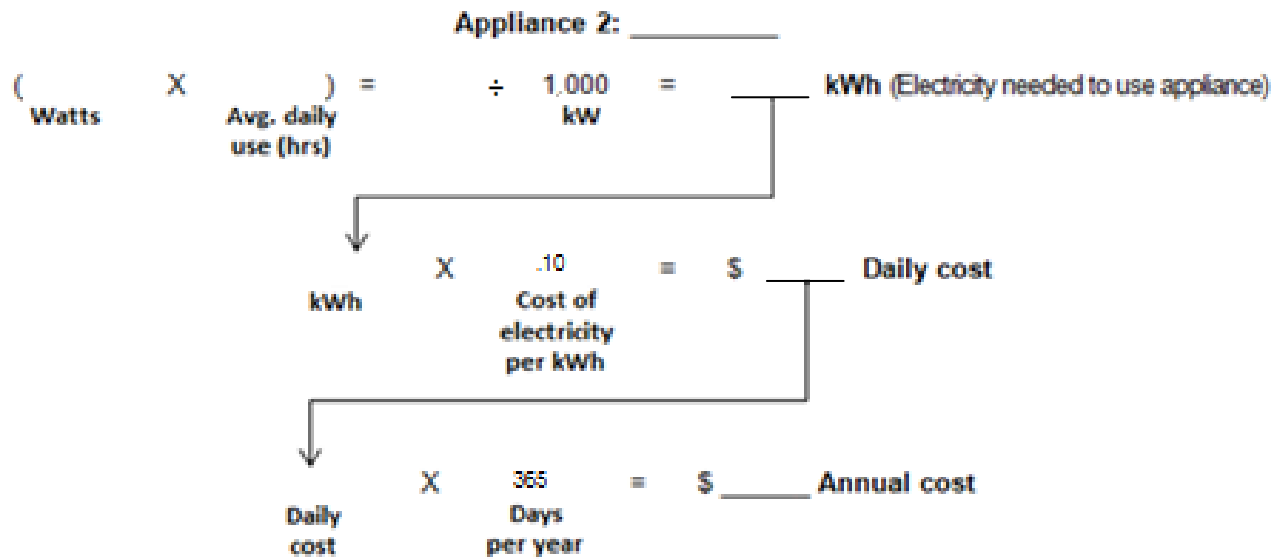 Appliance 2: ________
( X ) = ÷ 1,000 = ____ kWh (Electricity needed to use appliance)
Watts Avg. daily kW
use (hrs)
X .10 = $ ____ Daily cost
kWh Cost of
electricity
per kWh
X 365 = $ ____ Annual cost
Daily Days
cost per year